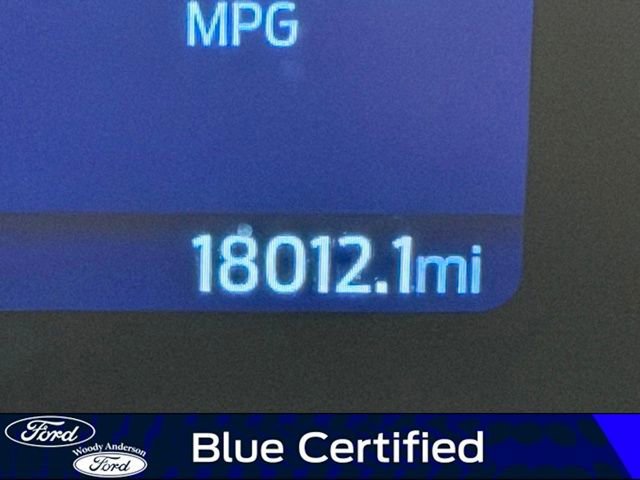 MPG
18012.1mi
Ford
Woody Anderson
Ford
Blue Certified